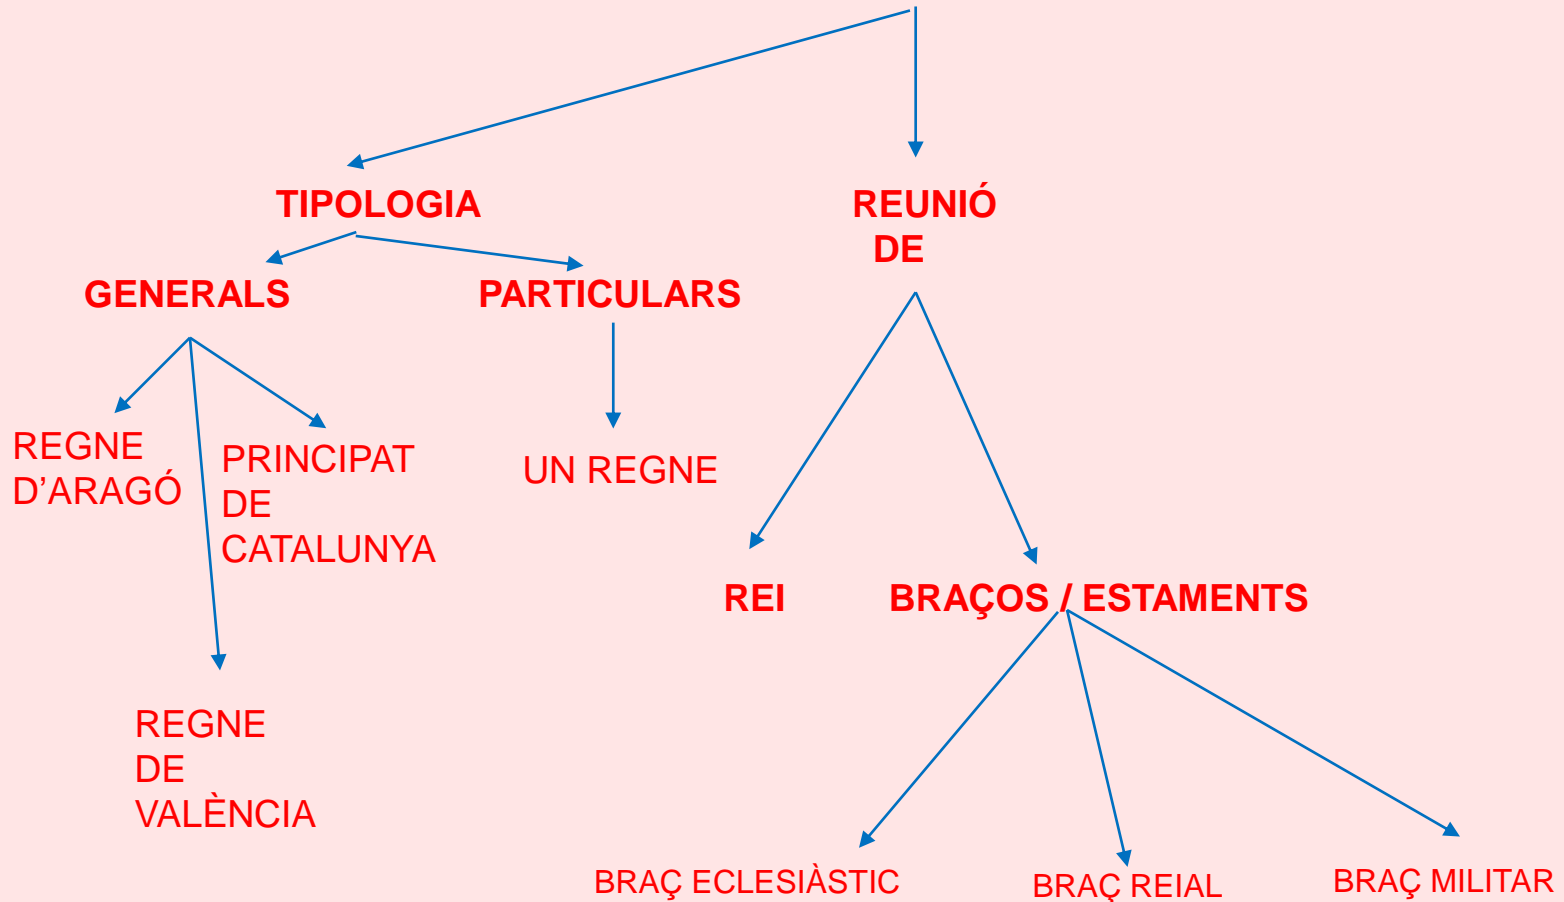 TIPOLOGIA
REUNIÓ
DE
GENERALS
PARTICULARS
REGNE
D’ARAGÓ
PRINCIPAT
DE
CATALUNYA
UN REGNE
REI
BRAÇOS / ESTAMENTS
REGNE
DE
VALÈNCIA
BRAÇ ECLESIÀSTIC
BRAÇ REIAL
BRAÇ MILITAR